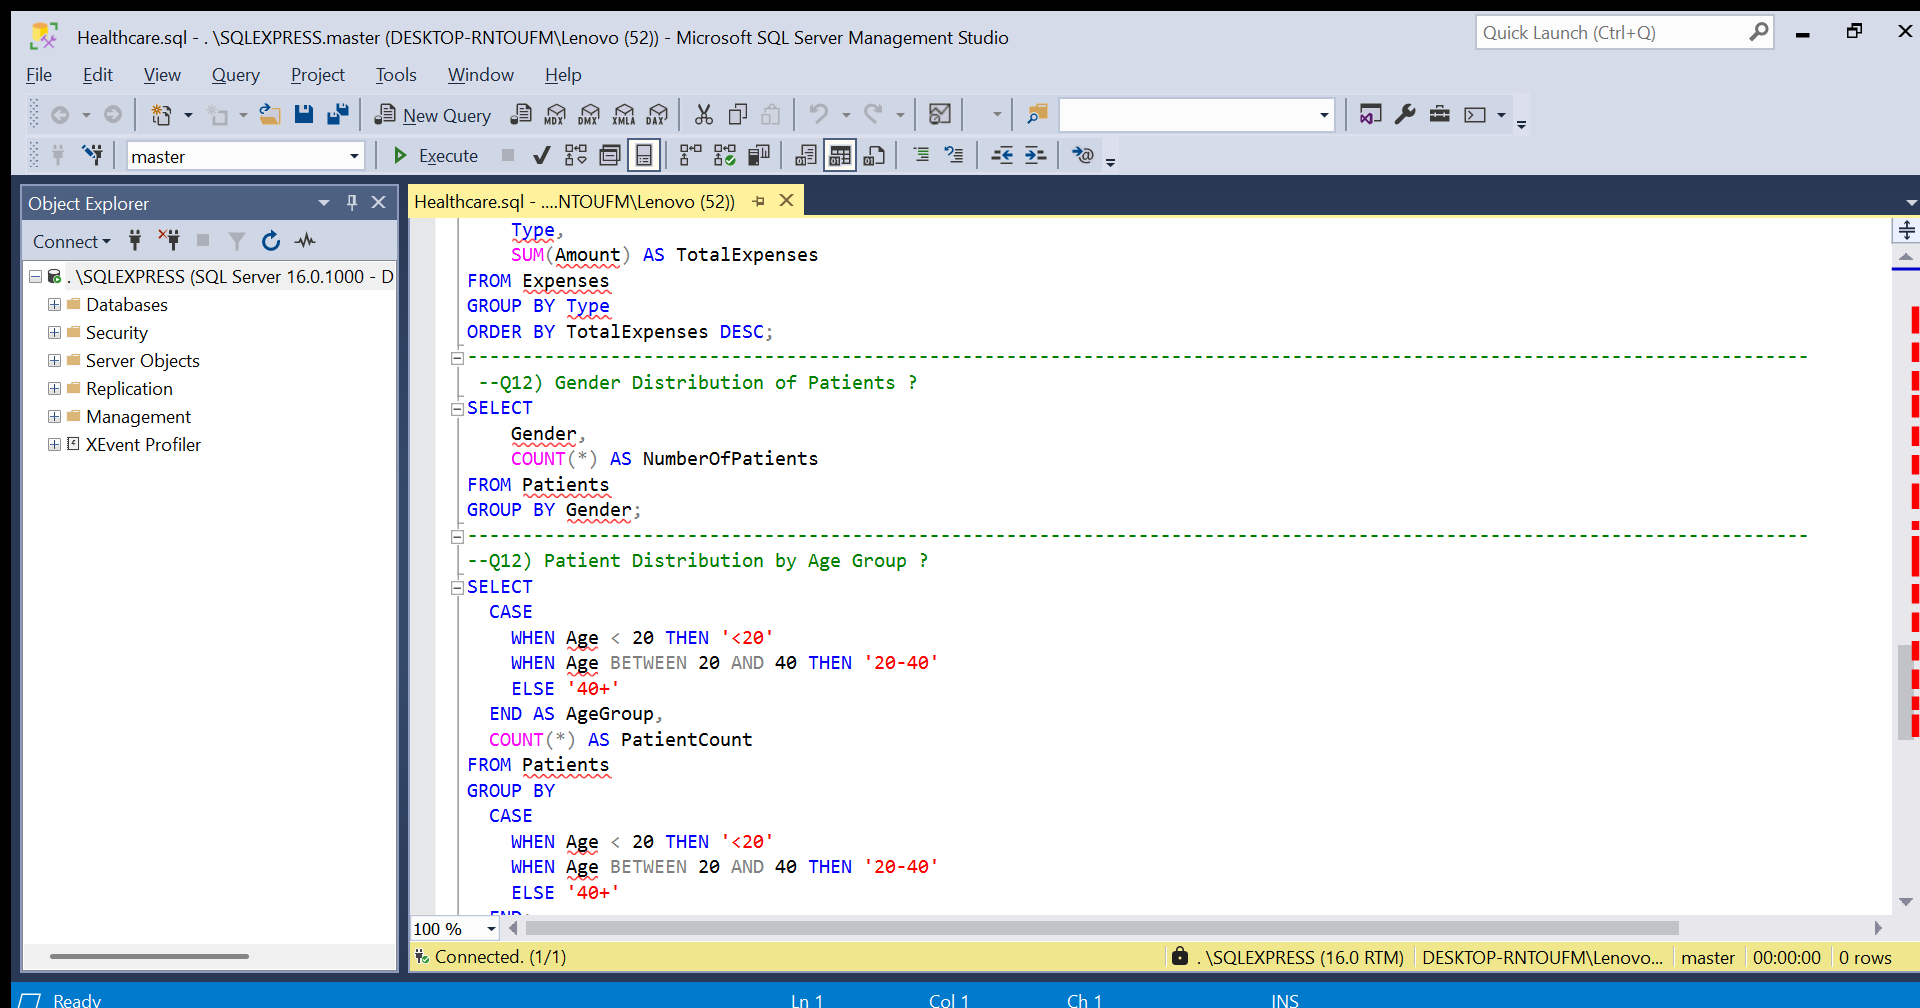 Healthcare.sql - . \SQLEXPRESS.master (DESKTOP-RNTOUFM\Lenovo (52)) - Microsoft SQL Server Management Studio
Quick Launch (Ctrl+Q)
File Edit View Query Project Tools Window Help
New Query MDX DMX XMLA DAX
master Execute
Object Explorer
Connect
. \SQLEXPRESS (SQL Server 16.0.1000 - D
Databases
Security
Server Objects
Replication
Management
XEvent Profiler
Healthcare.sql - ....NTOUFM\Lenovo (52))
Type,
SUM(Amount) AS TotalExpenses
FROM Expenses
GROUP BY Type
ORDER BY TotalExpenses DESC;
--Q12) Gender Distribution of Patients ?
SELECT
Gender,
COUNT(*) AS NumberOfPatients
FROM Patients
GROUP BY Gender;
--Q12) Patient Distribution by Age Group ?
SELECT
CASE
WHEN Age < 20 THEN '<20'
WHEN Age BETWEEN 20 AND 40 THEN '20-40'
ELSE '40+'
END AS AgeGroup,
COUNT(*) AS PatientCount
FROM Patients
GROUP BY
CASE
WHEN Age < 20 THEN '<20'
WHEN Age BETWEEN 20 AND 40 THEN '20-40'
ELSE '40+'
END;
100 %
Connected. (1/1)
. \SQLEXPRESS (16.0 RTM) DESKTOP-RNTOUFM\Lenovo... master 00:00:00 0 rows
Ready Ln 1 Col 1 Ch 1 INS